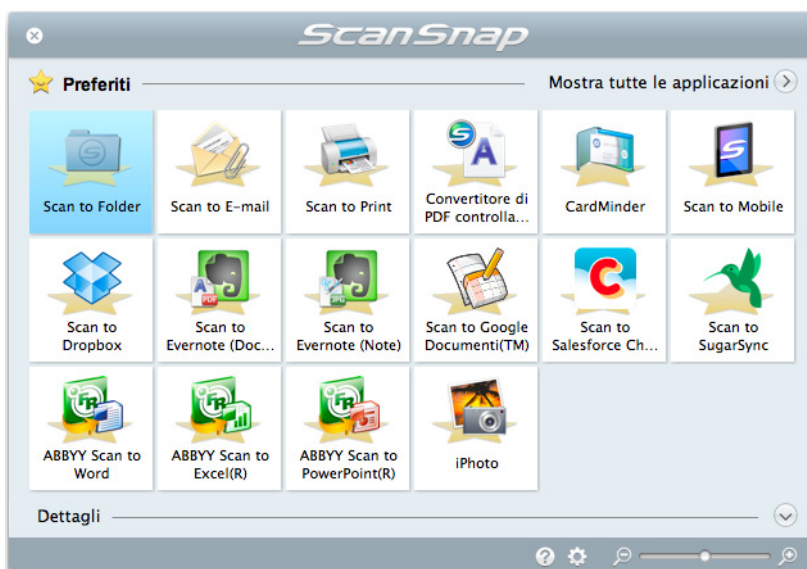 ScanSnap
Preferiti
Mostra tutte le applicazioni
Scan to Folder
Scan to E-mail
Scan to Print
Convertitore di
PDF controlla...
CardMinder
Scan to Mobile
Scan to
Dropbox
Scan to
Evernote (Doc...
Scan to
Evernote (Note)
Scan to Google
Documenti(TM)
Scan to
Salesforce Ch...
Scan to
SugarSync
ABBYY Scan to
Word
ABBYY Scan to
Excel(R)
ABBYY Scan to
PowerPoint(R)
iPhoto
Dettagli